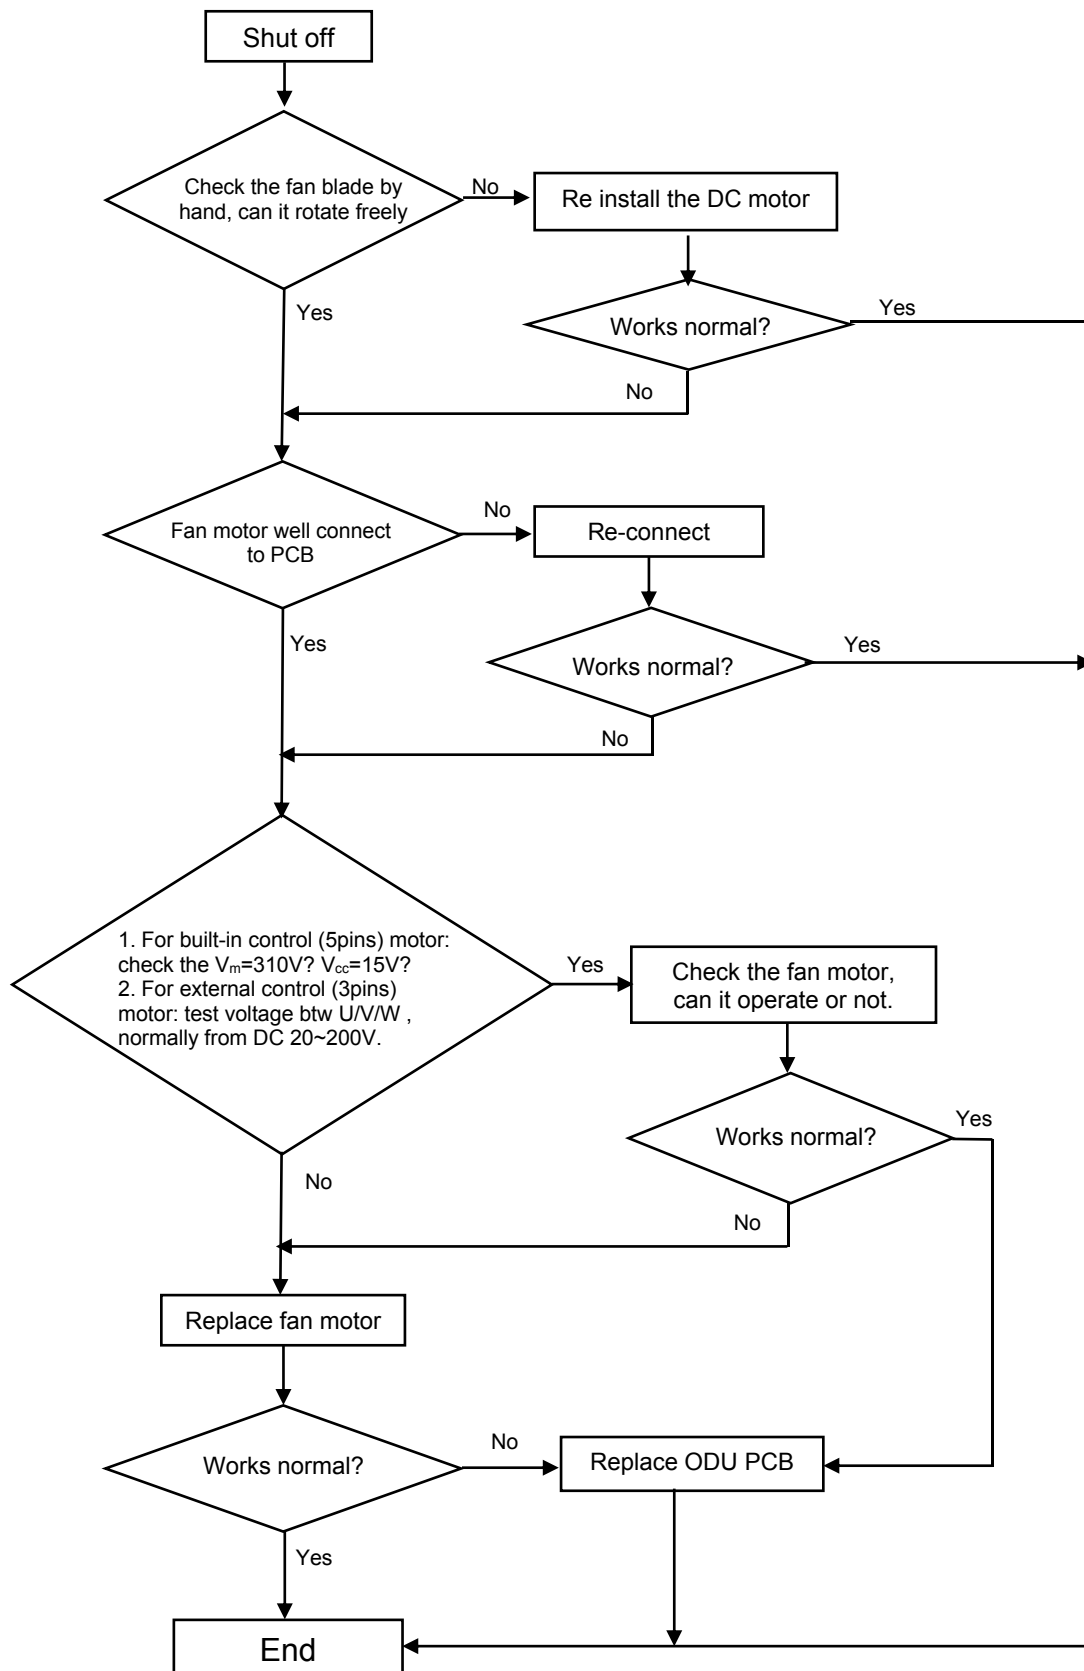 Shut off
Check the fan blade by
hand, can it rotate freely
No
Re install the DC motor
Yes
Works normal?
Yes
No
Fan motor well connect
to PCB
No
Re-connect
Yes
Works normal?
Yes
No
1. For built-in control (5pins) motor:
check the Vm=310V? Vcc=15V?
2. For external control (3pins)
motor: test voltage btw U/V/W ,
normally from DC 20~200V.
Yes
Check the fan motor,
can it operate or not.
Works normal?
Yes
No
No
Replace fan motor
Works normal?
No
Replace ODU PCB
Yes
End